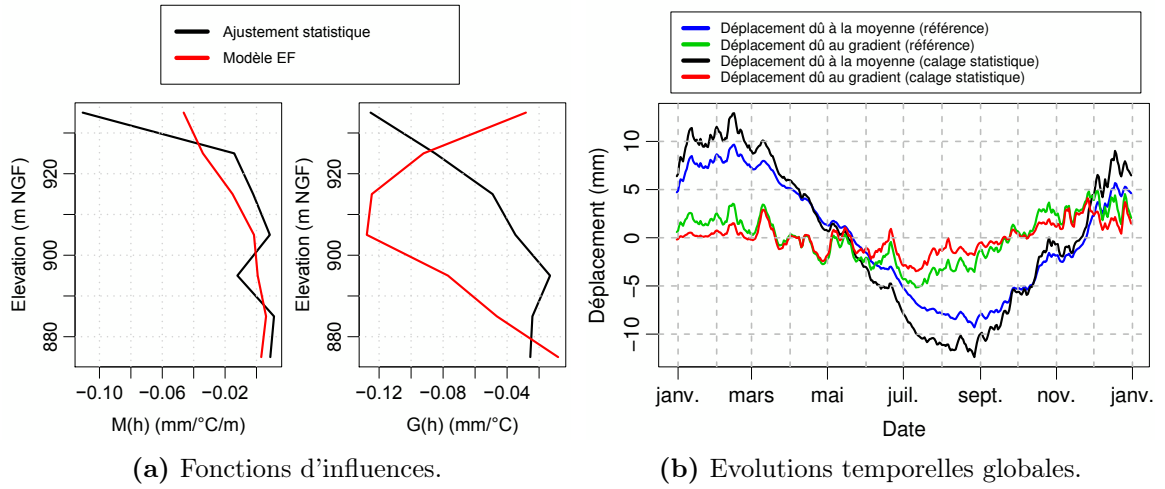 Ajustement statistique
Modèle EF
Elevation (m NGF)
880
900
920
−0.10
−0.06
−0.02
M(h) (mm/°C/m)
Elevation (m NGF)
880
900
920
−0.12
−0.08
−0.04
G(h) (mm/°C)
(a) Fonctions d'influences.
Déplacement dû à la moyenne (référence)
Déplacement dû au gradient (référence)
Déplacement dû à la moyenne (calage statistique)
Déplacement dû au gradient (calage statistique)
Déplacement (mm)
10
5
0
−5
−10
janv.
mars
mai
juil.
sept.
nov.
janv.
Date
(b) Evolutions temporelles globales.